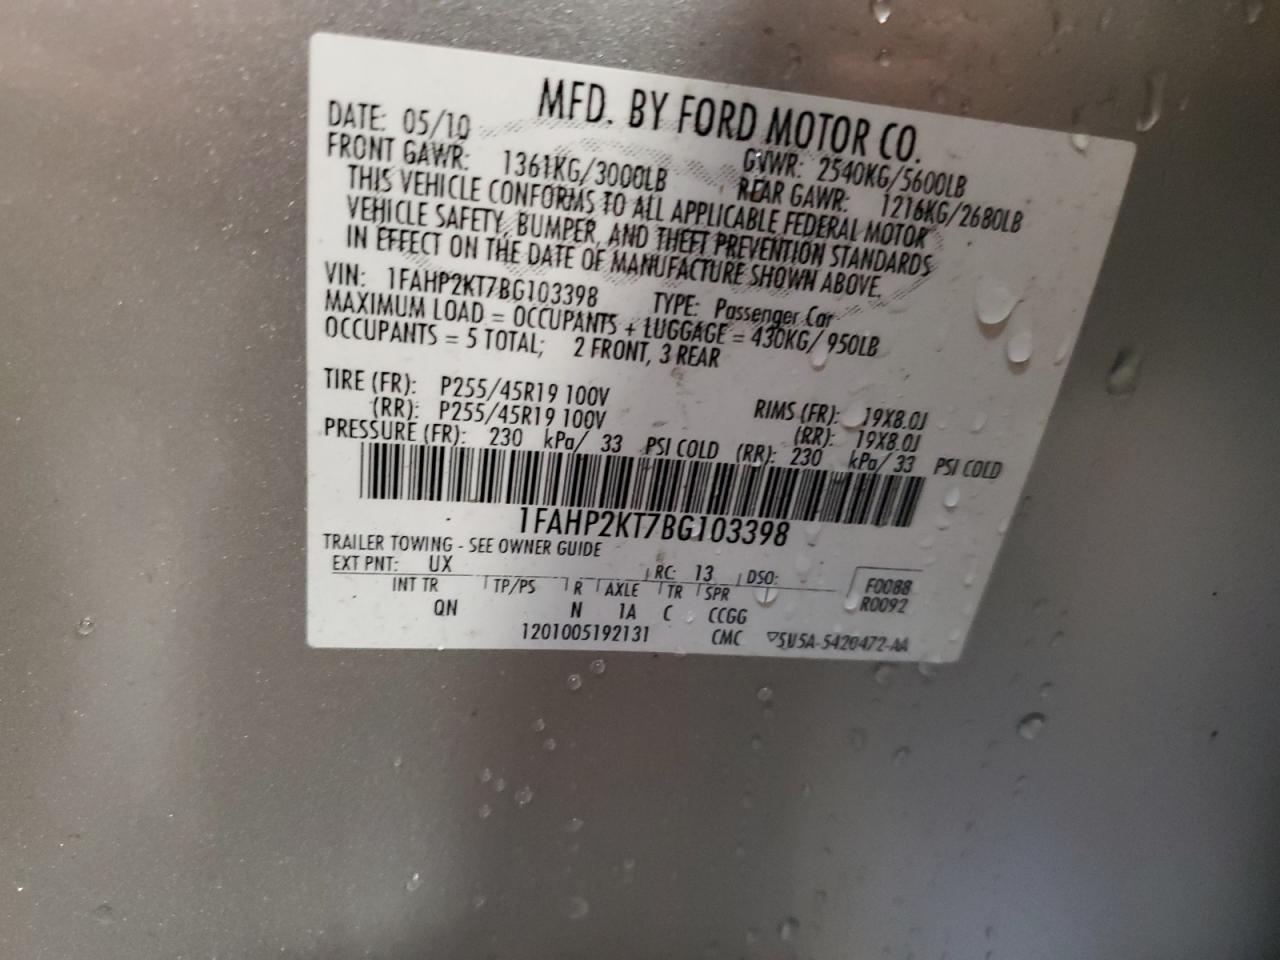 MFD. BY FORD MOTOR CO.
DATE: 05/10 GVWR: 2540KG/5600LB
FRONT GAWR: 1361KG/3000LB REAR GAWR: 1216KG/2680LB
THIS VEHICLE CONFORMS TO ALL APPLICABLE FEDERAL MOTOR
VEHICLE SAFETY, BUMPER, AND THEFT PREVENTION STANDARDS
IN EFFECT ON THE DATE OF MANUFACTURE SHOWN ABOVE.
VIN: 1FAHP2KT7BG103398 TYPE: Passenger Car
MAXIMUM LOAD = OCCUPANTS + LUGGAGE = 430KG/ 950LB
OCCUPANTS = 5 TOTAL; 2 FRONT, 3 REAR
TIRE (FR): P255/45R19 100V RIMS (FR): 19X8.0J
(RR): P255/45R19 100V (RR): 19X8.0J
PRESSURE (FR): 230 kPa/ 33 PSI COLD (RR): 230 kPa/ 33 PSI COLD
1FAHP2KT7BG103398
TRAILER TOWING - SEE OWNER GUIDE
EXT PNT: UX RC: 13 DSO: F0088
INT TR TP/PS R AXLE TR SPR R0092
QN N 1A C CCGG
1201005192131 CMC ▽5U5A-5420472-AA